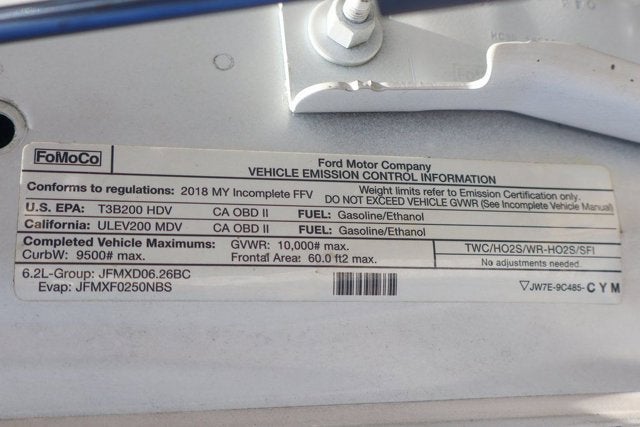 FoMoCo
Ford Motor Company
VEHICLE EMISSION CONTROL INFORMATION
Conforms to regulations: 2018 MY Incomplete FFV
Weight limits refer to Emission Certification only.
DO NOT EXCEED VEHICLE GVWR (See Incomplete Vehicle Manual)
U.S. EPA: T3B200 HDV CA OBD II FUEL: Gasoline/Ethanol
California: ULEV200 MDV CA OBD II FUEL: Gasoline/Ethanol
Completed Vehicle Maximums: GVWR: 10,000# max.
CurbW: 9500# max. Frontal Area: 60.0 ft2 max.
TWC/HO2S/WR-HO2S/SFI
No adjustments needed.
6.2L-Group: JFMXD06.26BC
Evap: JFMXF0250NBS
▽JW7E-9C485- C Y M